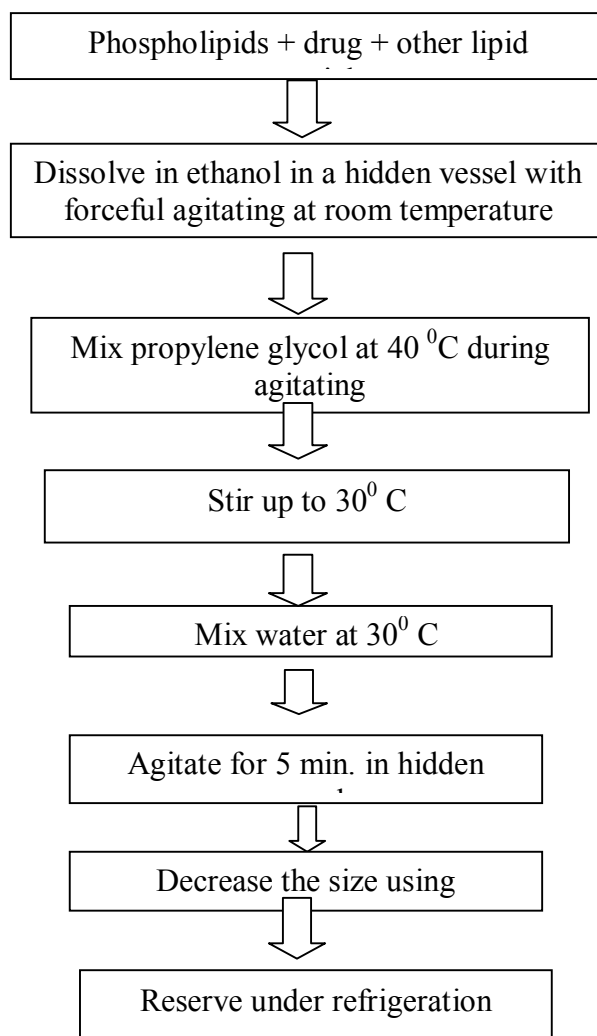 Phospholipids + drug + other lipid
Dissolve in ethanol in a hidden vessel with
forceful agitating at room temperature
Mix propylene glycol at 40 ⁰C during
agitating
Stir up to 30⁰ C
Mix water at 30⁰ C
Agitate for 5 min. in hidden
Decrease the size using
Reserve under refrigeration